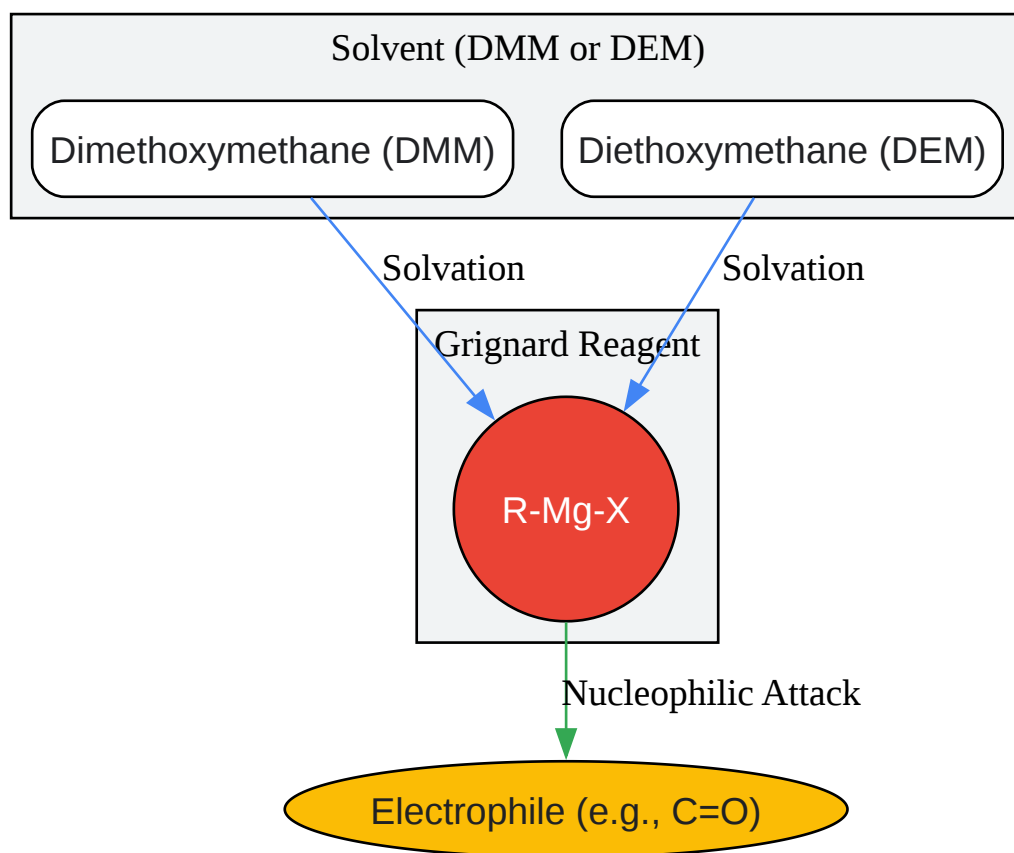 Solvent (DMM or DEM)
Dimethoxymethane (DMM)
Diethoxymethane (DEM)
Solvation
Solvation
Grignard Reagent
R-Mg-X
Nucleophilic Attack
Electrophile (e.g., C=O)